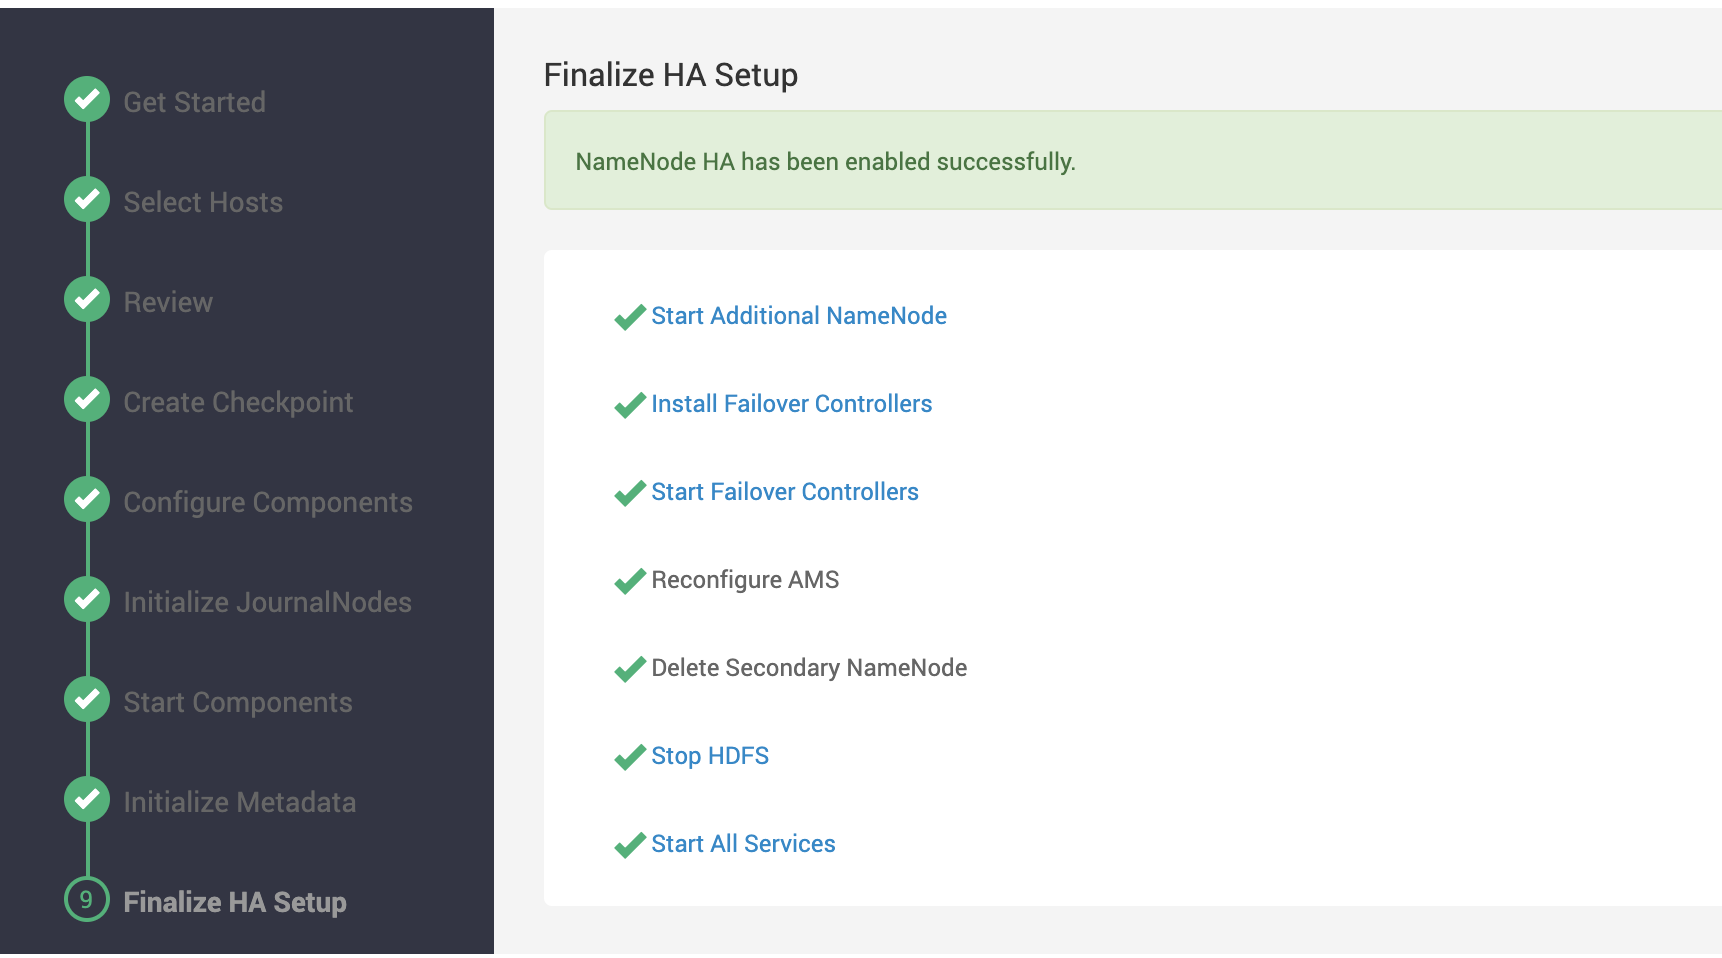 Get Started
Select Hosts
Review
Create Checkpoint
Configure Components
Initialize JournalNodes
Start Components
Initialize Metadata
9 Finalize HA Setup
Finalize HA Setup
NameNode HA has been enabled successfully.
Start Additional NameNode
Install Failover Controllers
Start Failover Controllers
Reconfigure AMS
Delete Secondary NameNode
Stop HDFS
Start All Services